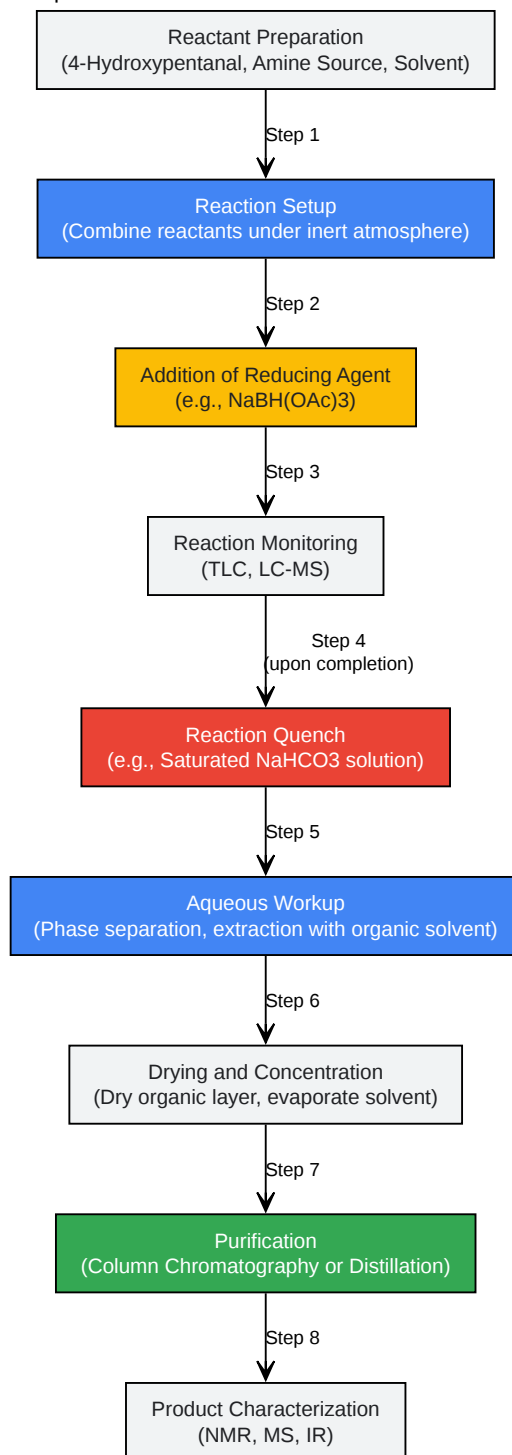 Reactant Preparation
(4-Hydroxypentanal, Amine Source, Solvent)
Step 1
Reaction Setup
(Combine reactants under inert atmosphere)
Step 2
Addition of Reducing Agent
(e.g., NaBH(OAc)3)
Step 3
Reaction Monitoring
(TLC, LC-MS)
Step 4
(upon completion)
Reaction Quench
(e.g., Saturated NaHCO3 solution)
Step 5
Aqueous Workup
(Phase separation, extraction with organic solvent)
Step 6
Drying and Concentration
(Dry organic layer, evaporate solvent)
Step 7
Purification
(Column Chromatography or Distillation)
Step 8
Product Characterization
(NMR, MS, IR)